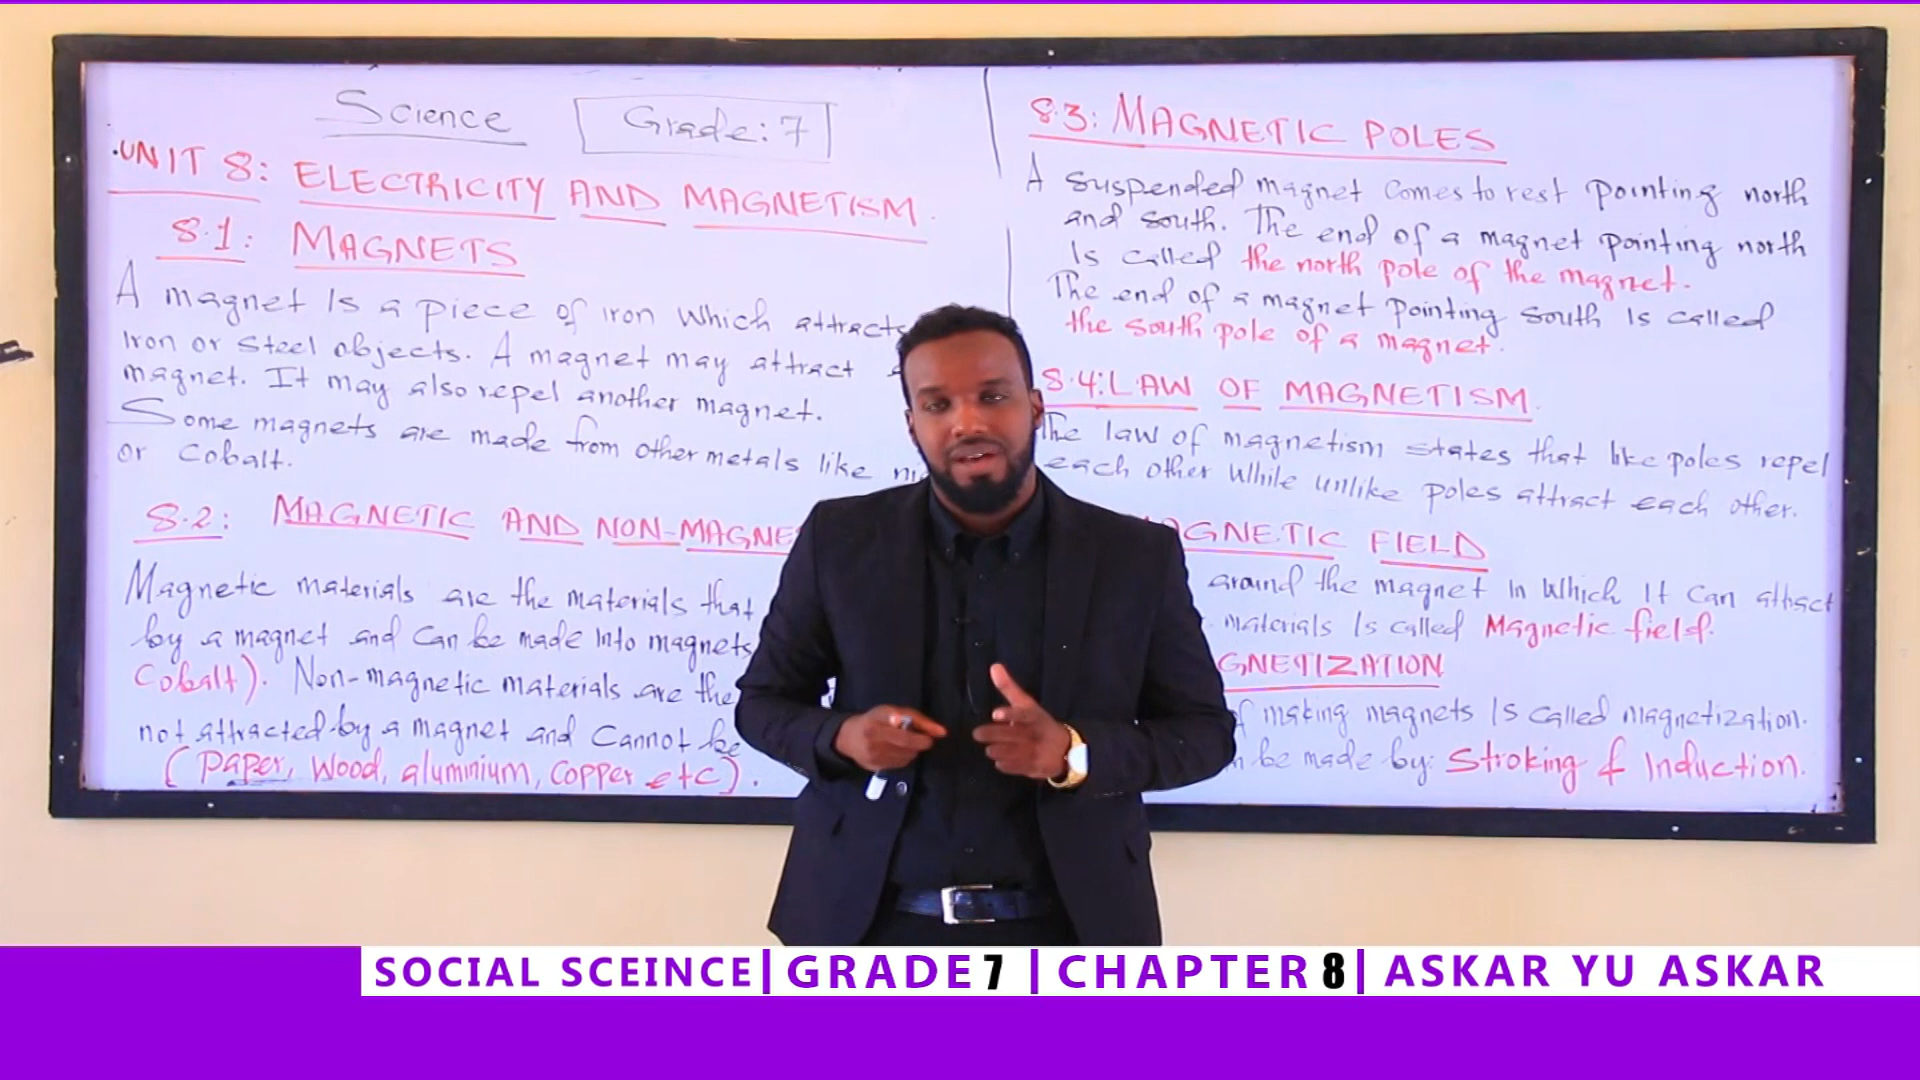 Science
Grade: 7
UNIT 8: ELECTRICITY AND MAGNETISM.
8.1: MAGNETS
A magnet Is a piece of iron Which attracts
Iron or Steel objects. A magnet may attract
magnet. It may also repel another magnet.
Some magnets are made from other metals like
or Cobalt.
8.2: MAGNETIC AND NON-MAGNE
Magnetic materials are the materials that
by a magnet and Can be made Into magnets
Cobalt). Non-magnetic materials are the
not attracted by a magnet and Cannot be
(Paper, Wood, aluminium, Copper etc).
8.3: MAGNETIC POLES
A suspended magnet Comes to rest Pointing north
and south. The end of a magnet pointing north
Is called the north pole of the magnet.
The end of a magnet Pointing South Is called
the south pole of a magnet.
8.4: LAW OF MAGNETISM.
The law of magnetism states that like poles repel
each other While unlike poles attract each other.
AGNETIC FIELD
around the magnet In Which It Can attract
materials Is called Magnetic field.
GNETIZATION
of making magnets Is Called magnetization.
be made by: Stroking & Induction.
SOCIAL SCEINCE| GRADE 7 | CHAPTER 8| ASKAR YU ASKAR